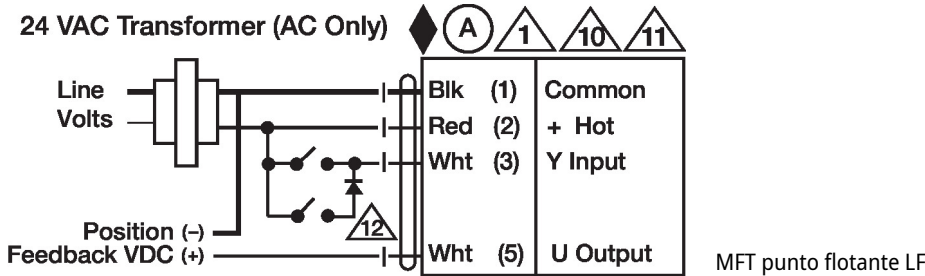 24 VAC Transformer (AC Only) A 1 10 11
Line
Volts
Blk (1) Common
Red (2) + Hot
Wht (3) Y Input
12
Position (–)
Feedback VDC (+)
Wht (5) U Output
MFT punto flotante LF